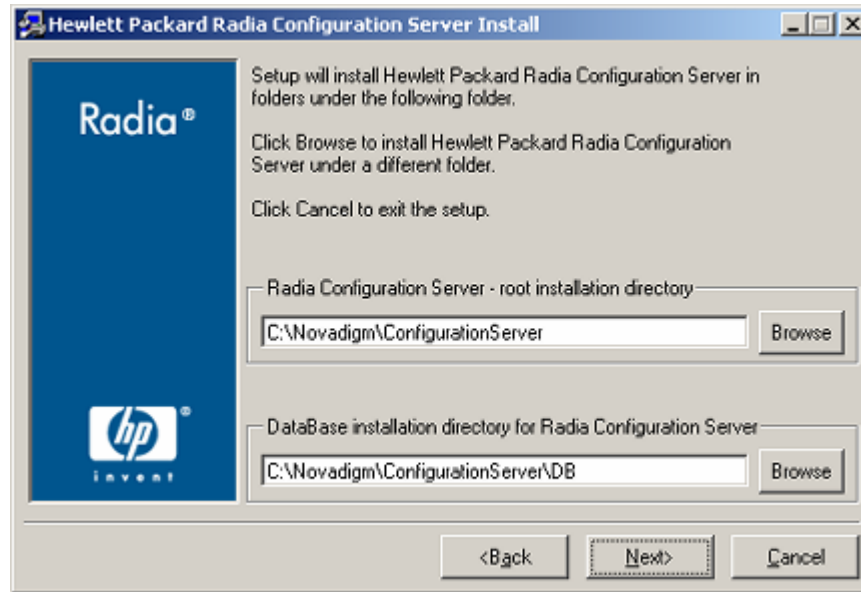 Hewlett Packard Radia Configuration Server Install
Radia®
Setup will install Hewlett Packard Radia Configuration Server in
folders under the following folder.
Click Browse to install Hewlett Packard Radia Configuration
Server under a different folder.
Click Cancel to exit the setup.
Radia Configuration Server - root installation directory
C:\Novadigm\ConfigurationServer
Browse
hp®
invent
DataBase installation directory for Radia Configuration Server
C:\Novadigm\ConfigurationServer\DB
Browse
<Back
Next>
Cancel